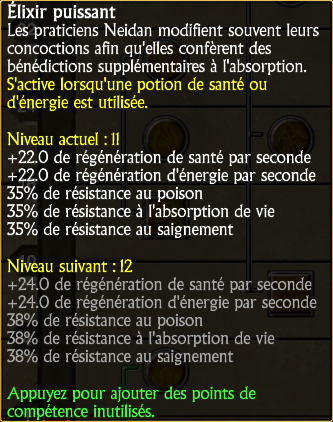 Élixir puissant
Les praticiens Neidan modifient souvent leurs
concoctions afin qu'elles confèrent des
bénédictions supplémentaires à l'absorption.
S'active lorsqu'une potion de santé ou
d'énergie est utilisée.
Niveau actuel : 11
+22.0 de régénération de santé par seconde
+22.0 de régénération d'énergie par seconde
35% de résistance au poison
35% de résistance à l'absorption de vie
35% de résistance au saignement
Niveau suivant : 12
+24.0 de régénération de santé par seconde
+24.0 de régénération d'énergie par seconde
38% de résistance au poison
38% de résistance à l'absorption de vie
38% de résistance au saignement
Appuyez pour ajouter des points de
compétence inutilisés.